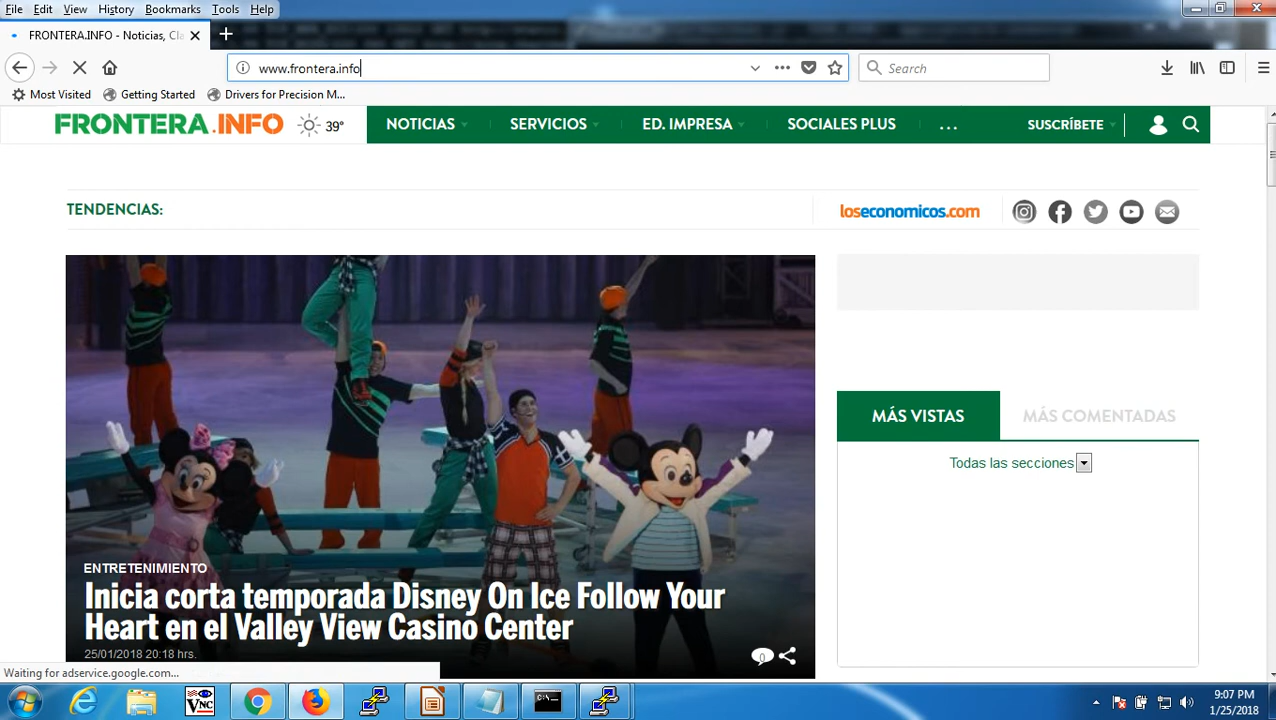 File Edit View History Bookmarks Tools Help
FRONTERA.INFO - Noticias, Cla
www.frontera.info
Search
Most Visited Getting Started Drivers for Precision M...
FRONTERA.INFO 39° NOTICIAS SERVICIOS ED. IMPRESA SOCIALES PLUS ... SUSCRÍBETE
TENDENCIAS: loseconomicos.com
MÁS VISTAS MÁS COMENTADAS
Todas las secciones
ENTRETENIMIENTO
Inicia corta temporada Disney On Ice Follow Your
Heart en el Valley View Casino Center
25/01/2018 20:18 hrs.
0
Waiting for adservice.google.com...
VNC
C:\.
9:07 PM
1/25/2018